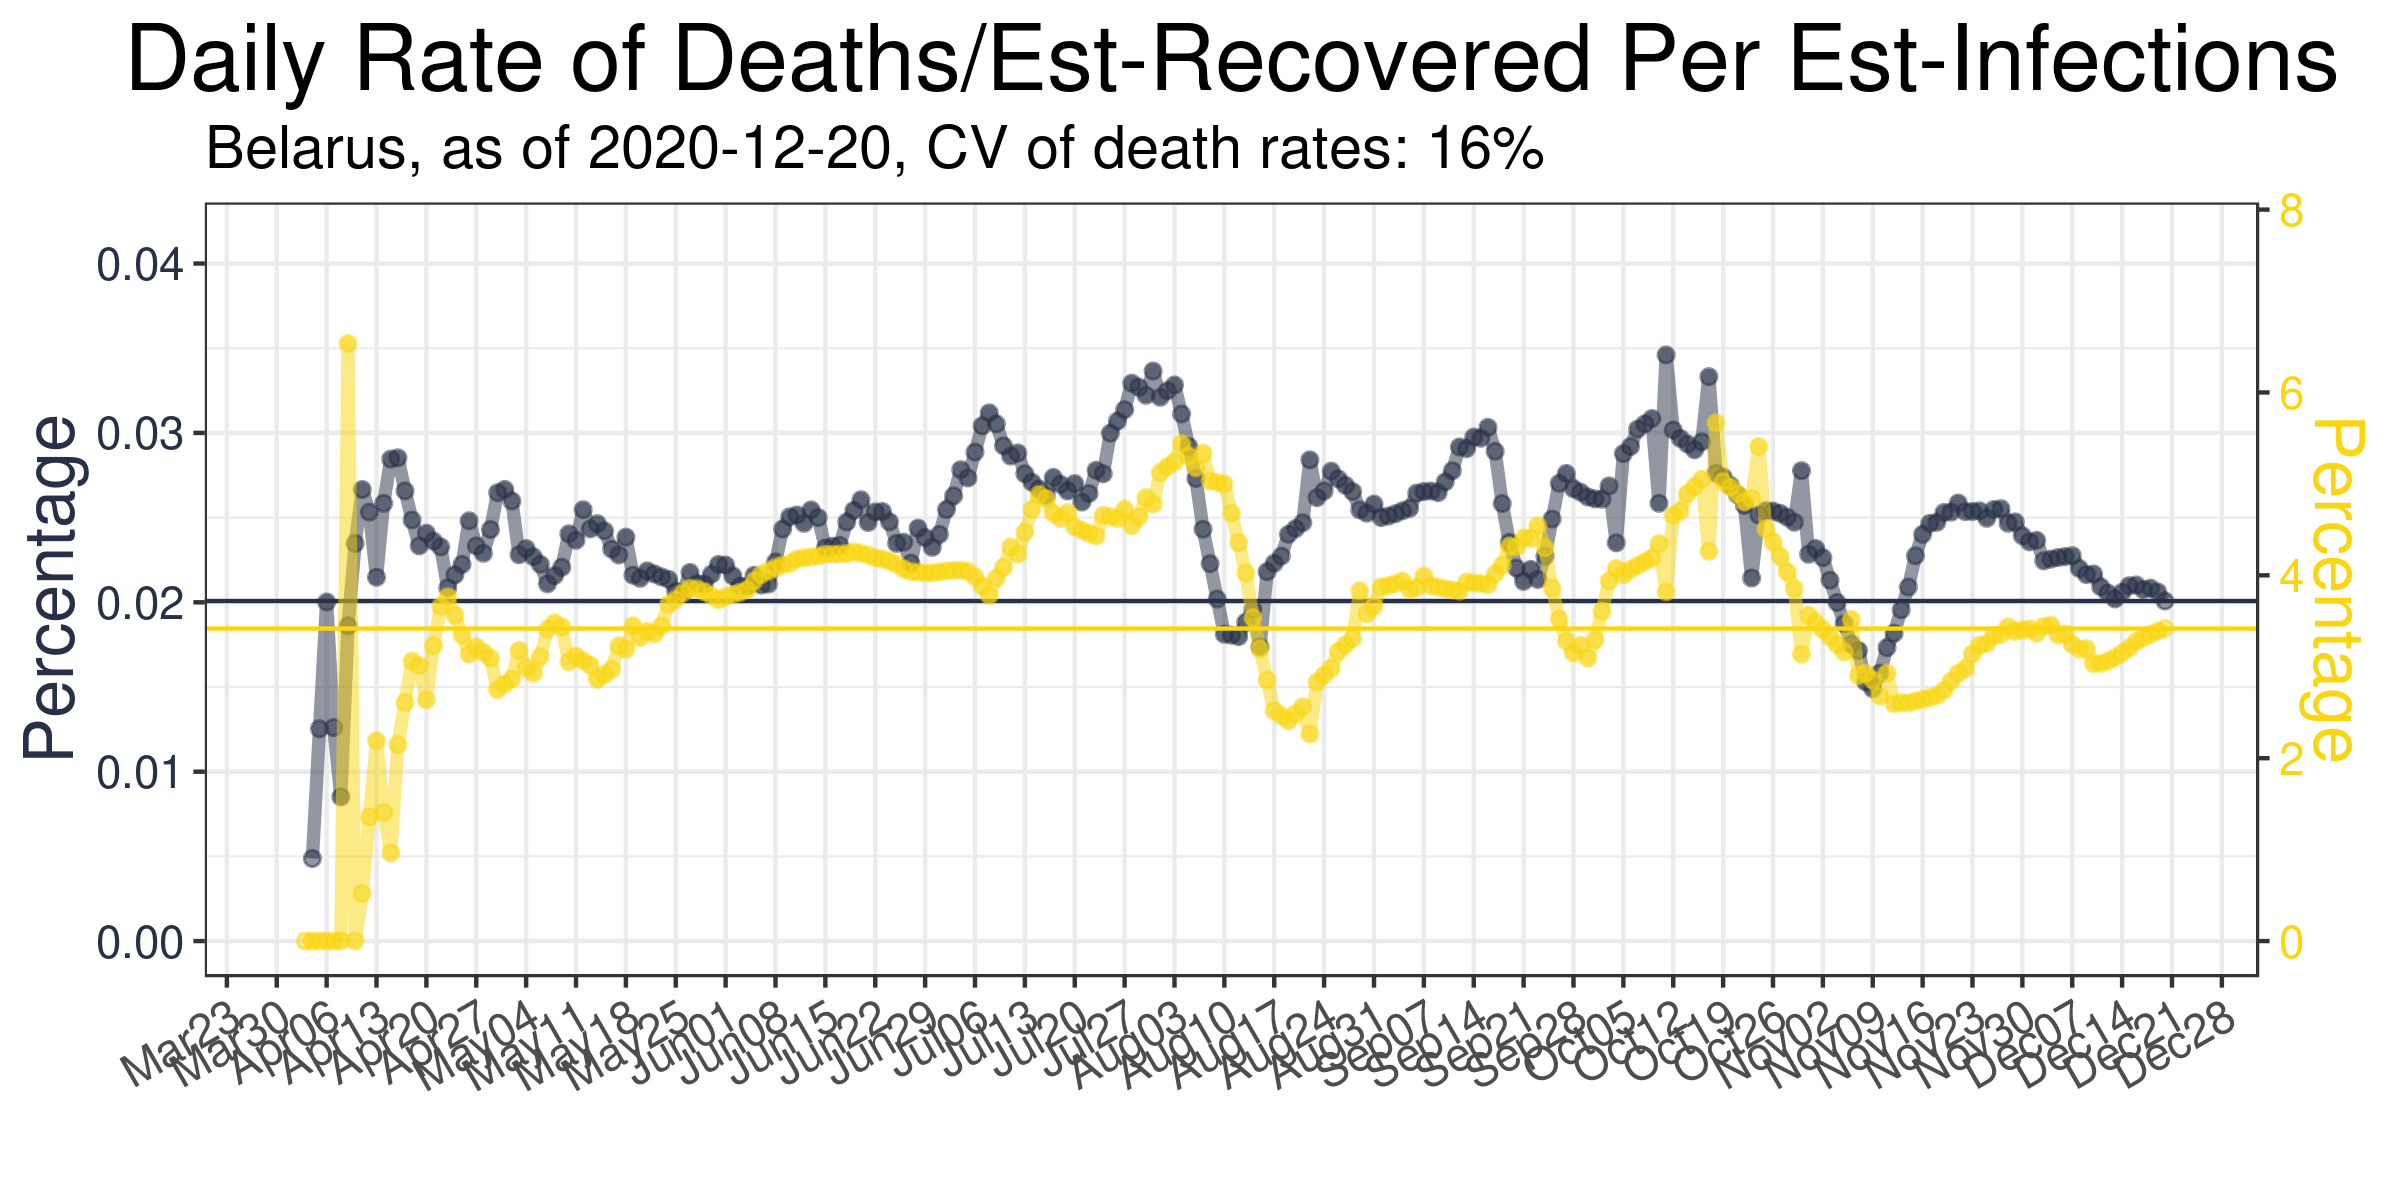 Daily Rate of Deaths/Est-Recovered Per Est-Infections
Belarus, as of 2020-12-20, CV of death rates: 16%
Percentage
0.04
0.03
0.02
0.01
0.00
8
6
4
2
0
Percentage
Mar23
Mar30
Apr06
Apr13
Apr20
Apr27
May04
May11
May18
May25
Jun01
Jun08
Jun15
Jun22
Jun29
Jul06
Jul13
Jul20
Jul27
Aug03
Aug10
Aug17
Aug24
Aug31
Sep07
Sep14
Sep21
Sep28
Oct05
Oct12
Oct19
Oct26
Nov02
Nov09
Nov16
Nov23
Nov30
Dec07
Dec14
Dec21
Dec28